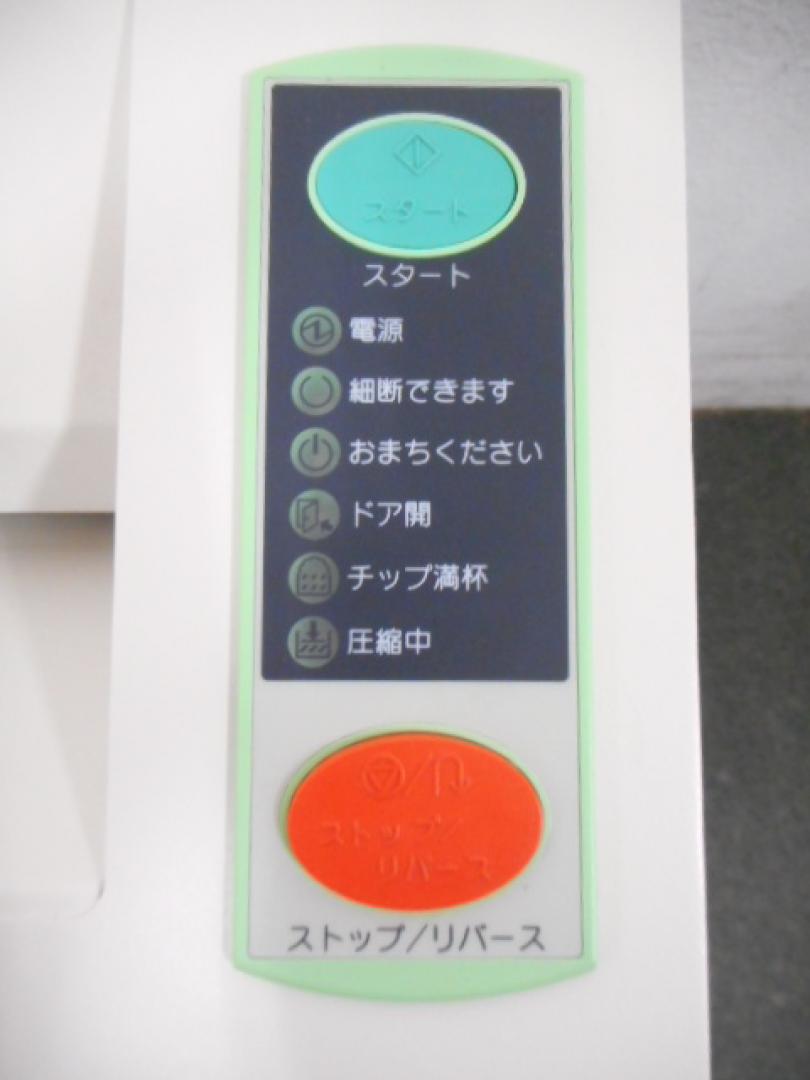 スタート
スタート
電源
細断できます
おまちください
ドア開
チップ満杯
圧縮中
ストップ/
リバース
ストップ/リバース